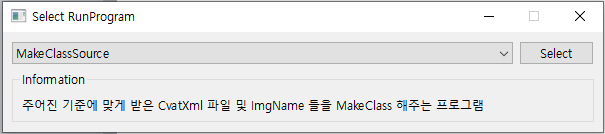 Select RunProgram
MakeClassSource
Select
Information
주어진 기준에 맞게 받은 CvatXml 파일 및 ImgName 들을 MakeClass 해주는 프로그램